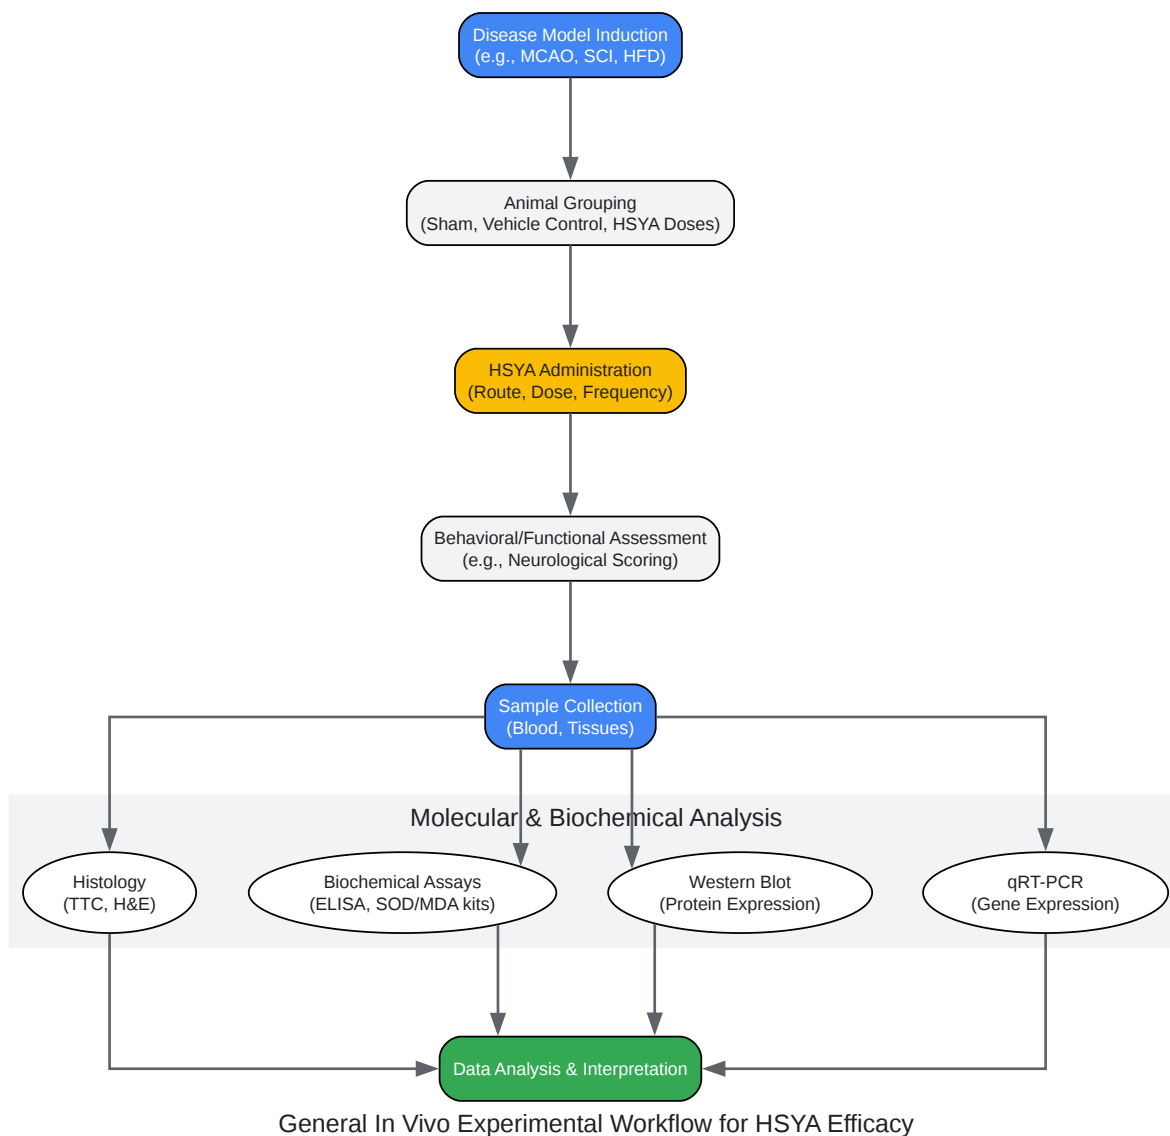 Disease Model Induction
(e.g., MCAO, SCI, HFD)
Animal Grouping
(Sham, Vehicle Control, HSYA Doses)
HSYA Administration
(Route, Dose, Frequency)
Behavioral/Functional Assessment
(e.g., Neurological Scoring)
Sample Collection
(Blood, Tissues)
Molecular & Biochemical Analysis
Histology
(TTC, H&E)
Biochemical Assays
(ELISA, SOD/MDA kits)
Western Blot
(Protein Expression)
qRT-PCR
(Gene Expression)
Data Analysis & Interpretation
General In Vivo Experimental Workflow for HSYA Efficacy